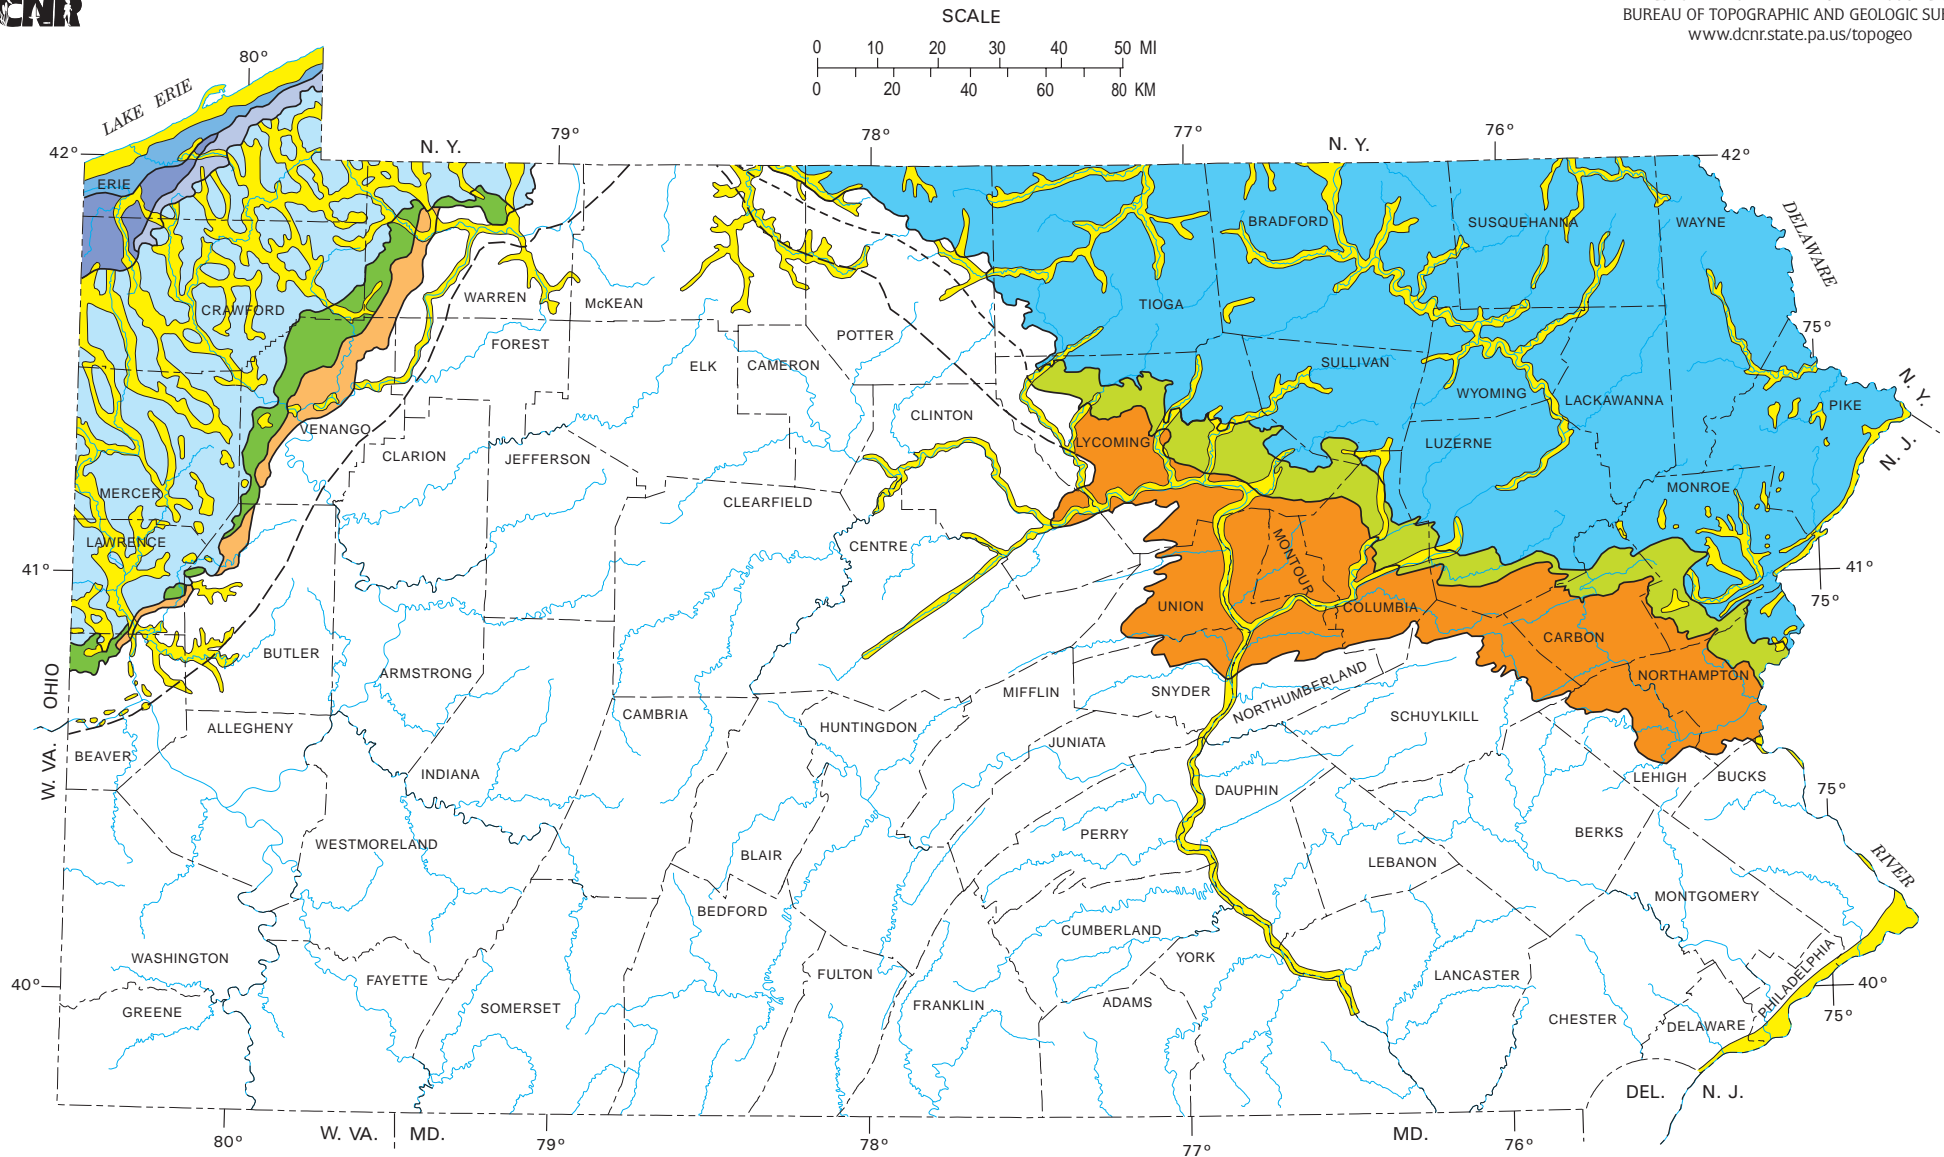 CNR
SCALE
0 10 20 30 40 50 MI
0 20 40 60 80 KM
www.dcnr.state.pa.us/topogeo
80°
LAKE ERIE
79°
78°
77°
76°
N. Y.
N. Y.
42°
42°
ERIE
BRADFORD
SUSQUEHANNA
WAYNE
DELAWARE
CRAWFORD
WARREN
McKEAN
TIOGA
POTTER
75°
FOREST
ELK
CAMERON
SULLIVAN
WYOMING
LACKAWANNA
PIKE
N. Y.
N. J.
VENANGO
CLINTON
LYCOMING
LUZERNE
CLARION
JEFFERSON
MERCER
CLEARFIELD
MONROE
LAWRENCE
CENTRE
MONTOUR
41°
41°
75°
UNION
COLUMBIA
CARBON
BUTLER
ARMSTRONG
NORTHAMPTON
OHIO
MIFFLIN
SNYDER
NORTHUMBERLAND
CAMBRIA
HUNTINGDON
SCHUYLKILL
ALLEGHENY
JUNIATA
BEAVER
W. VA.
INDIANA
LEHIGH
BUCKS
DAUPHIN
75°
PERRY
BERKS
WESTMORELAND
BLAIR
LEBANON
RIVER
MONTGOMERY
BEDFORD
CUMBERLAND
WASHINGTON
YORK
FAYETTE
FULTON
LANCASTER
PHILADELPHIA
40°
40°
GREENE
SOMERSET
FRANKLIN
ADAMS
CHESTER
DELAWARE
75°
DEL.
N. J.
80°
W. VA.
MD.
79°
78°
77°
MD.
76°